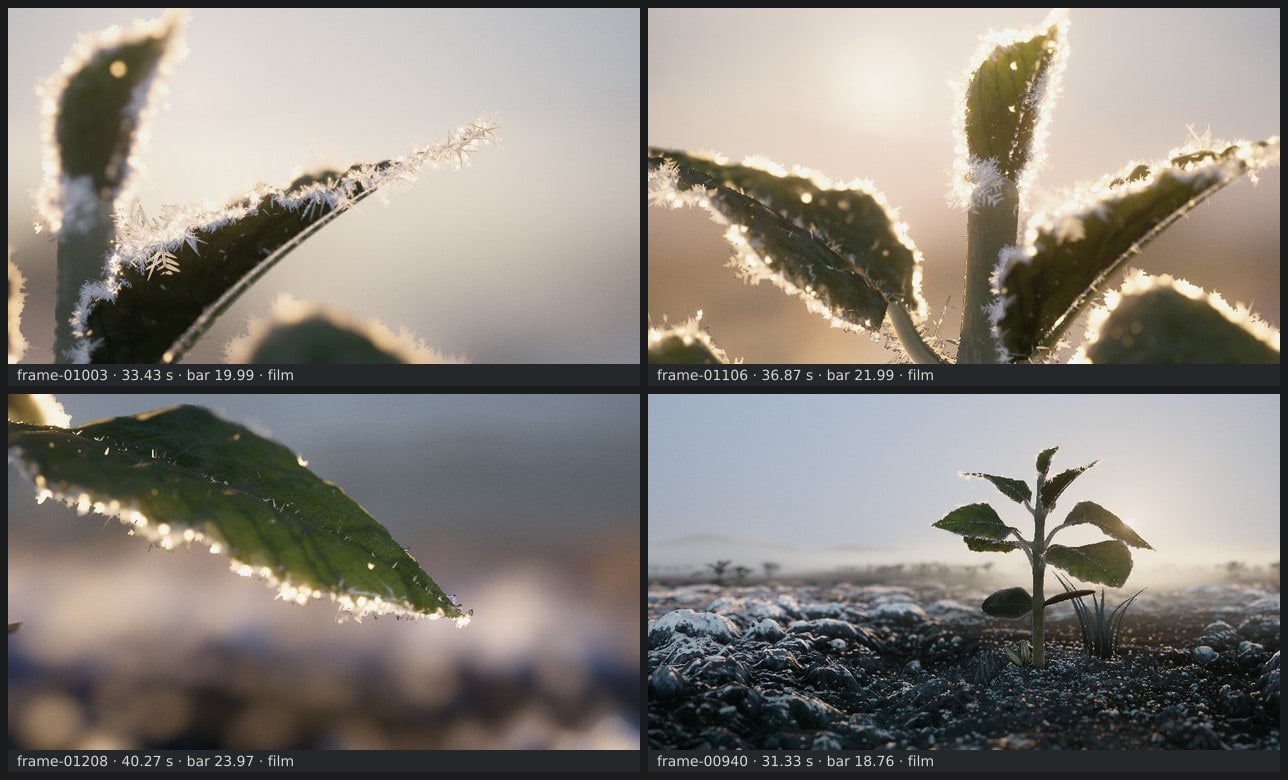 frame-01003 · 33.43 s · bar 19.99 · film
frame-01106 · 36.87 s · bar 21.99 · film
frame-01208 · 40.27 s · bar 23.97 · film
frame-00940 · 31.33 s · bar 18.76 · film